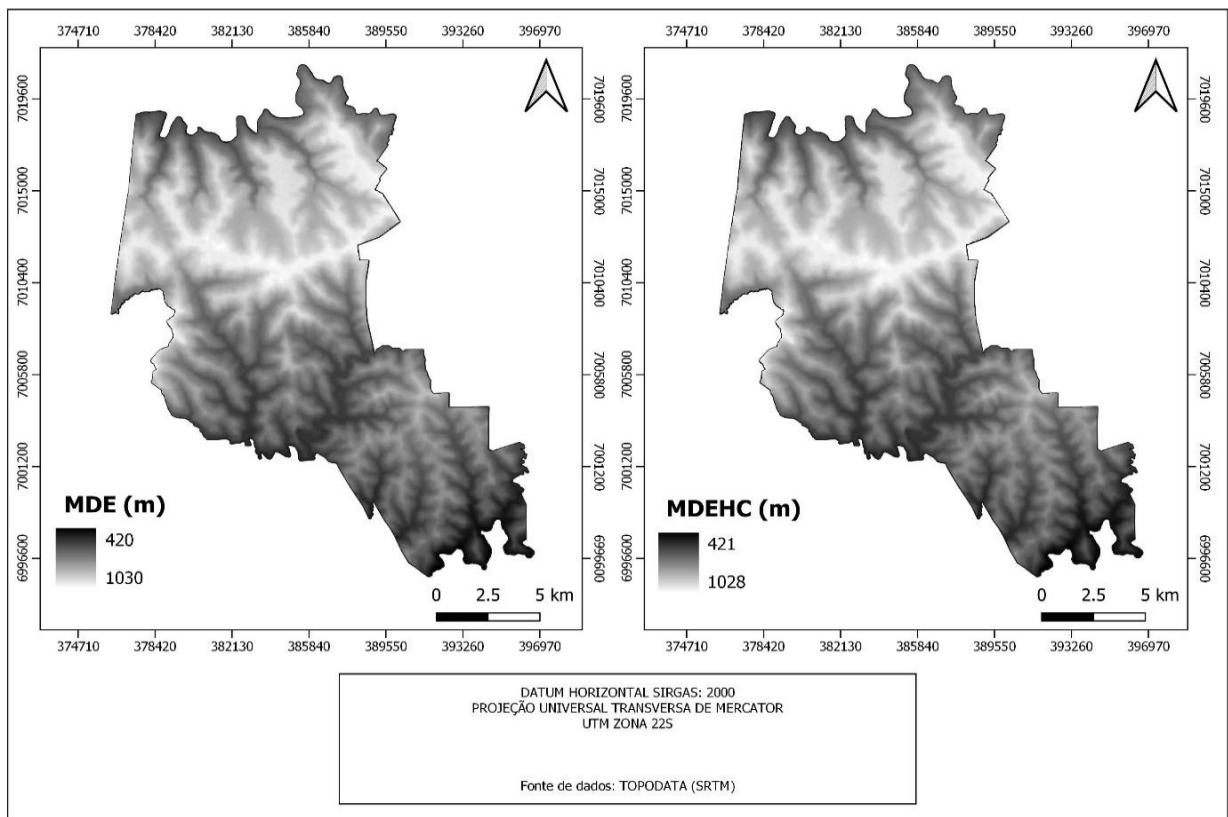 374710 378420 382130 385840 389550 393260 396970
374710 378420 382130 385840 389550 393260 396970
7019600
7015000
7010400
7005800
7001200
6996600
MDE (m)
420
1030
0 2.5 5 km
7019600
7015000
7010400
7005800
7001200
6996600
7019600
7015000
7010400
7005800
7001200
6996600
MDEHC (m)
421
1028
0 2.5 5 km
7019600
7015000
7010400
7005800
7001200
6996600
374710 378420 382130 385840 389550 393260 396970
374710 378420 382130 385840 389550 393260 396970
DATUM HORIZONTAL SIRGAS: 2000
PROJEÇÃO UNIVERSAL TRANSVERSA DE MERCATOR
UTM ZONA 22S
Fonte de dados: TOPODATA (SRTM)